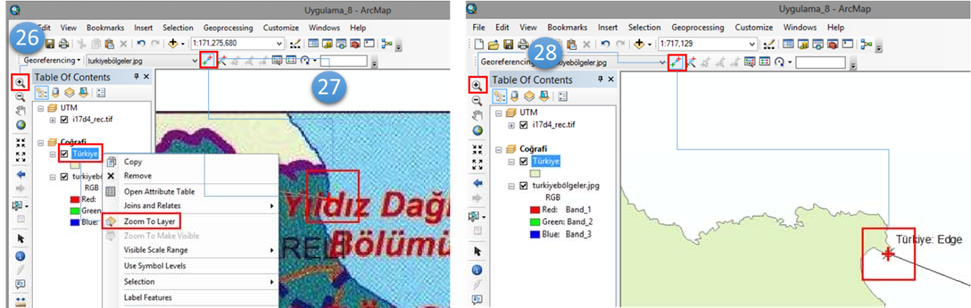 Uygulama_8 - ArcMap
Edit View Bookmarks Insert Selection Geoprocessing Customize Windows Help
26
1:171,275,680
Georeferencing turkiyebölgeler.jpg
27
Table Of Contents
UTM
i17d4_rec.tif
Coğrafi
Türkiye
turkiyebö
RGB
Red:
Green:
Blue:
Copy
Remove
Open Attribute Table
Joins and Relates
Zoom To Layer
Zoom To Make Visible
Visible Scale Range
Use Symbol Levels
Selection
Label Features
Yıldız Dağı
Bölümü
ARELİ
Uygulama_8 - ArcMap
File Edit View Bookmarks Insert Selection Geoprocessing Customize Windows Help
28
1:717,129
Georeferencing turkiyebölgeler.jpg
Table Of Contents
UTM
i17d4_rec.tif
Coğrafi
Türkiye
turkiyebölgeler.jpg
RGB
Red: Band_1
Green: Band_2
Blue: Band_3
Türkiye: Edge